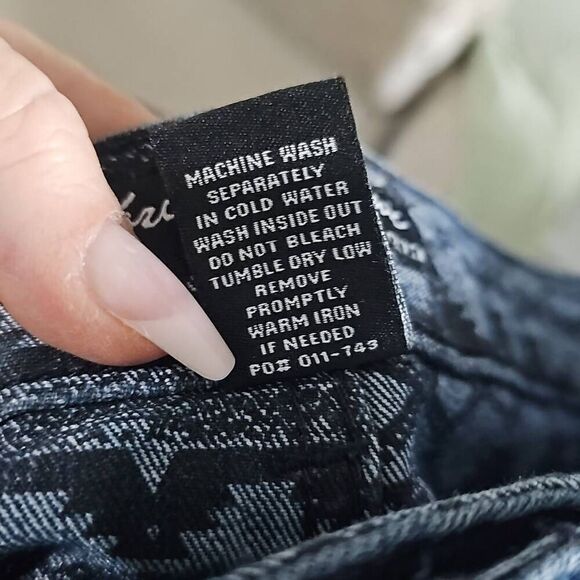 MACHINE WASH
SEPARATELY
IN COLD WATER
WASH INSIDE OUT
DO NOT BLEACH
TUMBLE DRY LOW
REMOVE
PROMPTLY
WARM IRON
IF NEEDED
PO# 011-743